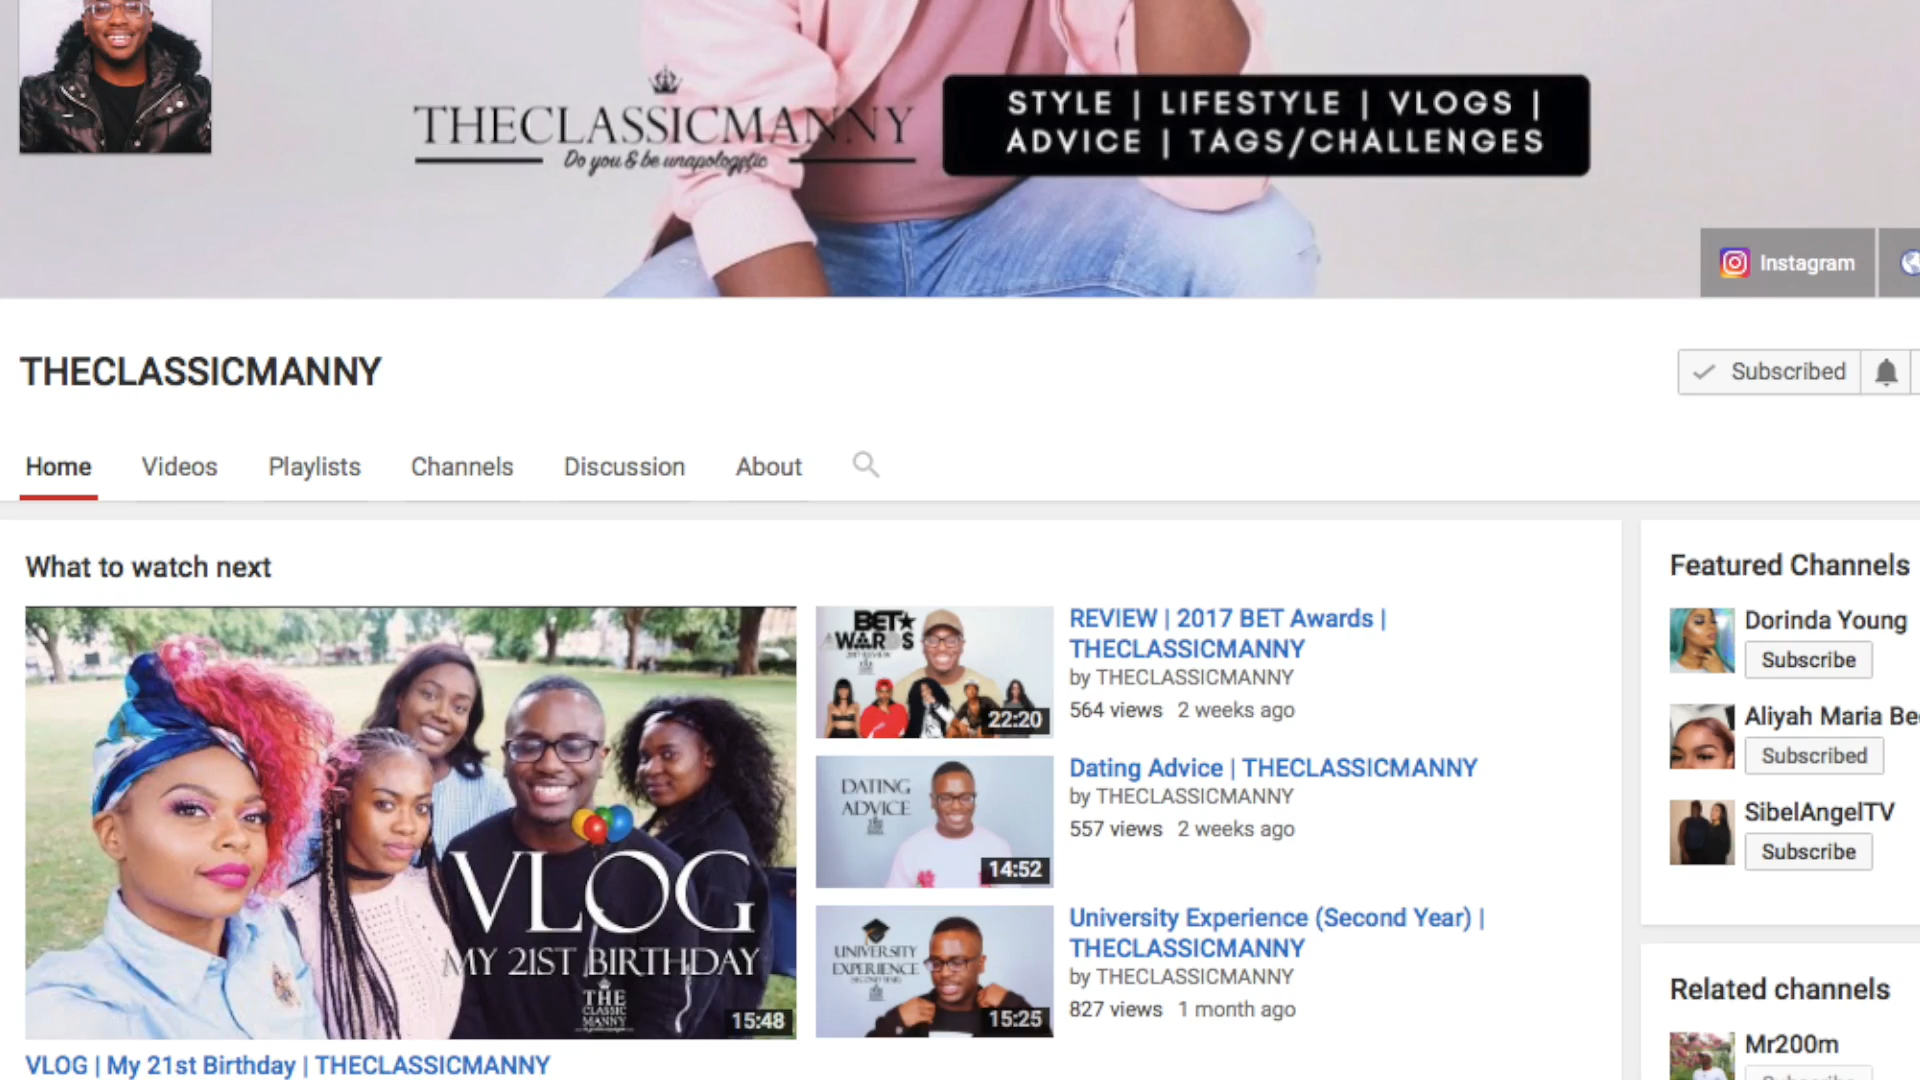 THECLASSICMANNY
Do you & be unapologetic
STYLE | LIFESTYLE | VLOGS |
ADVICE | TAGS/CHALLENGES
Instagram
THECLASSICMANNY
Subscribed
Home Videos Playlists Channels Discussion About
What to watch next
VLOG
MY 21ST BIRTHDAY
THE
CLASSIC
MANNY
15:48
VLOG | My 21st Birthday | THECLASSICMANNY
BET
AWARDS
22:20
REVIEW | 2017 BET Awards |
THECLASSICMANNY
by THECLASSICMANNY
564 views 2 weeks ago
DATING
ADVICE
14:52
Dating Advice | THECLASSICMANNY
by THECLASSICMANNY
557 views 2 weeks ago
UNIVERSITY
EXPERIENCE
15:25
University Experience (Second Year) |
THECLASSICMANNY
by THECLASSICMANNY
827 views 1 month ago
Featured Channels
Dorinda Young
Subscribe
Aliyah Maria Be
Subscribed
SibelAngelTV
Subscribe
Related channels
Mr200m